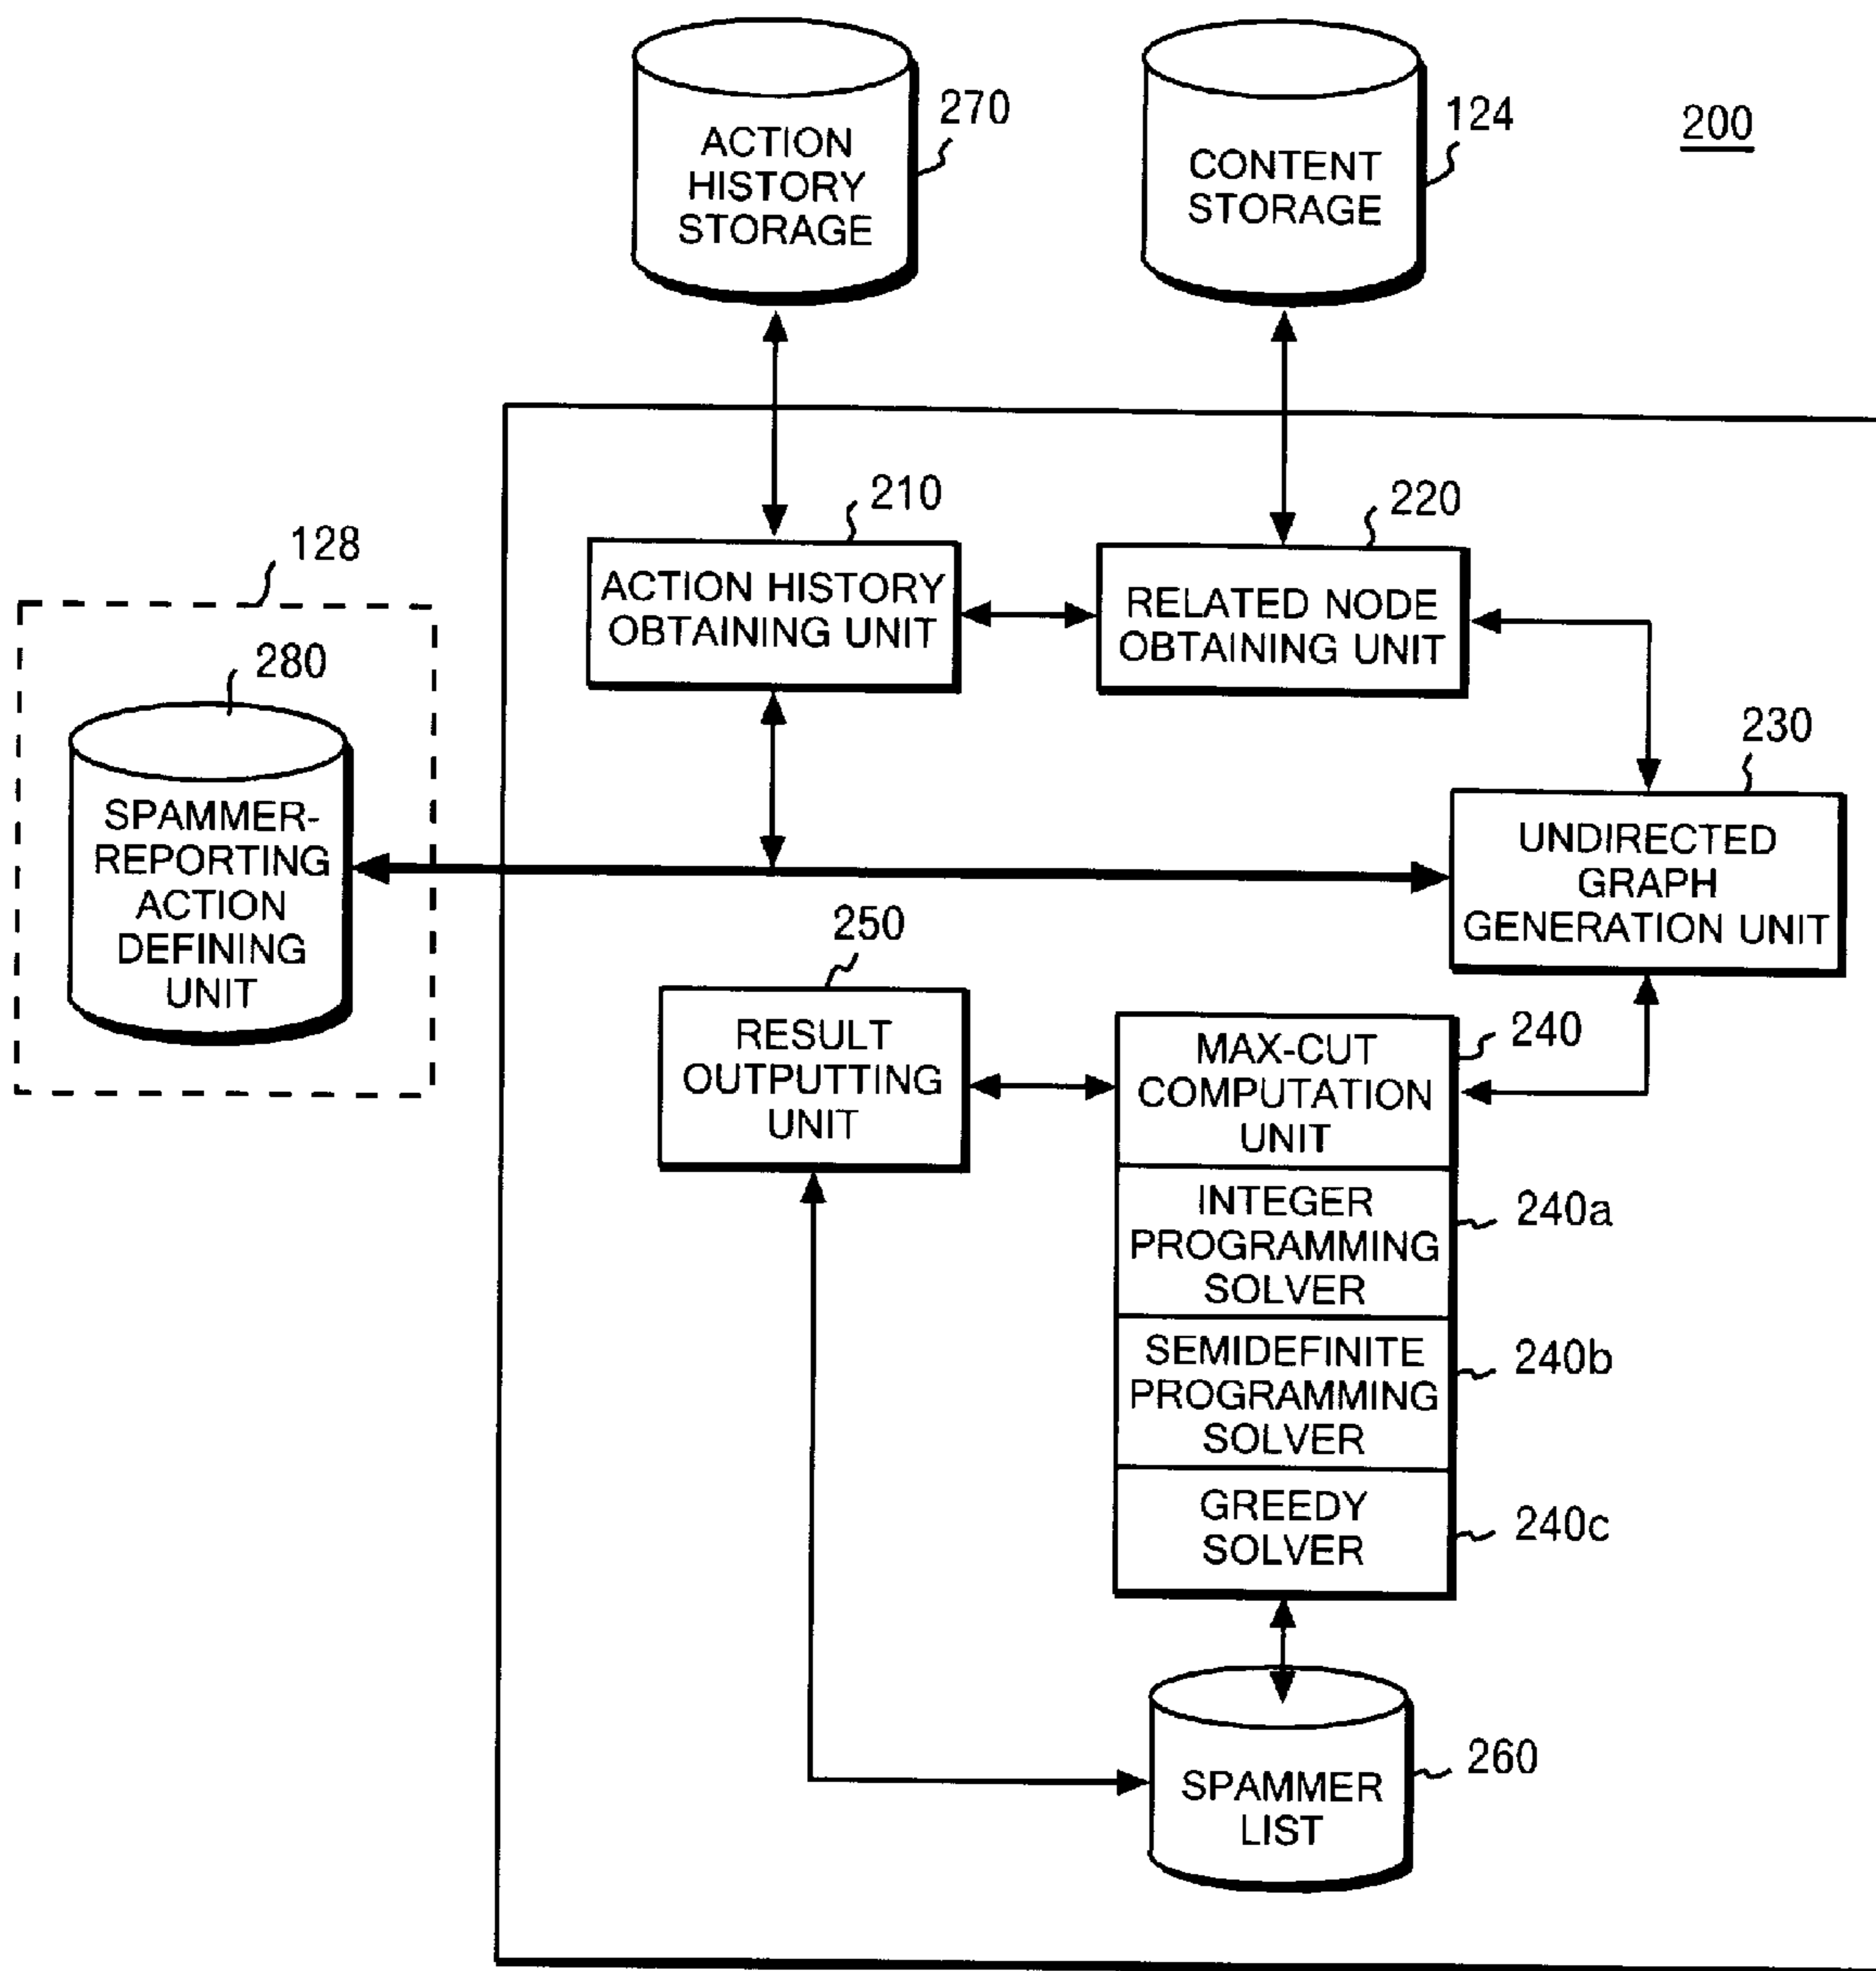 270
ACTION
HISTORY
STORAGE
124
CONTENT
STORAGE
200
210
ACTION HISTORY
OBTAINING UNIT
220
RELATED NODE
OBTAINING UNIT
128
280
SPAMMER-
REPORTING
ACTION
DEFINING
UNIT
230
UNDIRECTED
GRAPH
GENERATION UNIT
250
RESULT
OUTPUTTING
UNIT
240
MAX-CUT
COMPUTATION
UNIT
240a
INTEGER
PROGRAMMING
SOLVER
240b
SEMIDEFINITE
PROGRAMMING
SOLVER
240c
GREEDY
SOLVER
260
SPAMMER
LIST